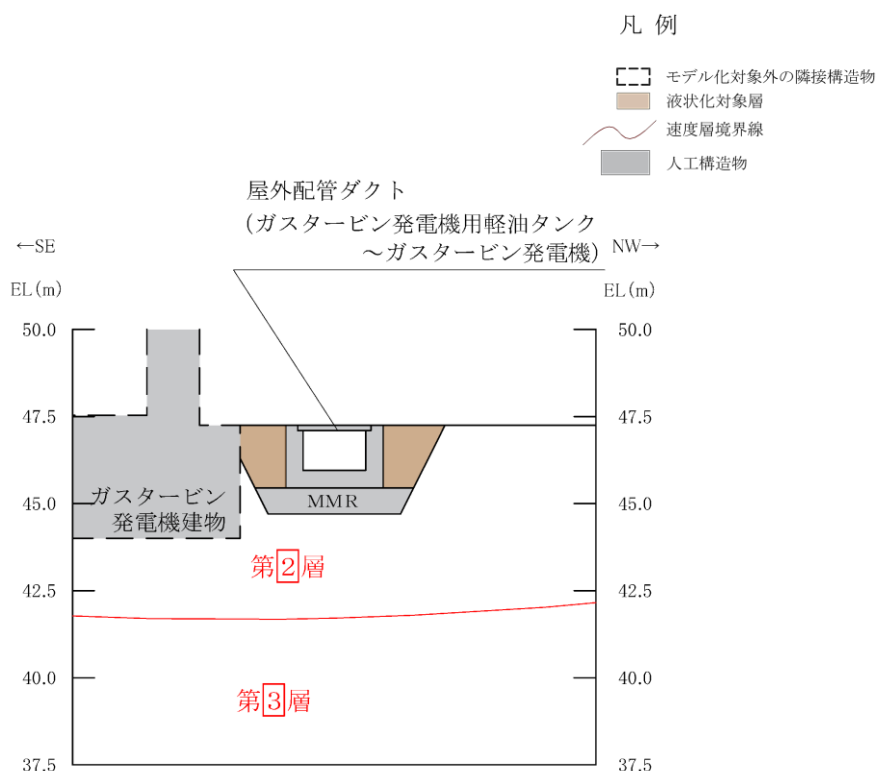 凡 例
モデル化対象外の隣接構造物
液状化対象層
速度層境界線
人工構造物
屋外配管ダクト
(ガスタービン発電機用軽油タンク
～ガスタービン発電機)
←SE
NW→
EL(m)
EL(m)
50.0
50.0
47.5
47.5
45.0
45.0
ガスタービン
発電機建物
MMR
第2層
42.5
42.5
40.0
40.0
第3層
37.5
37.5